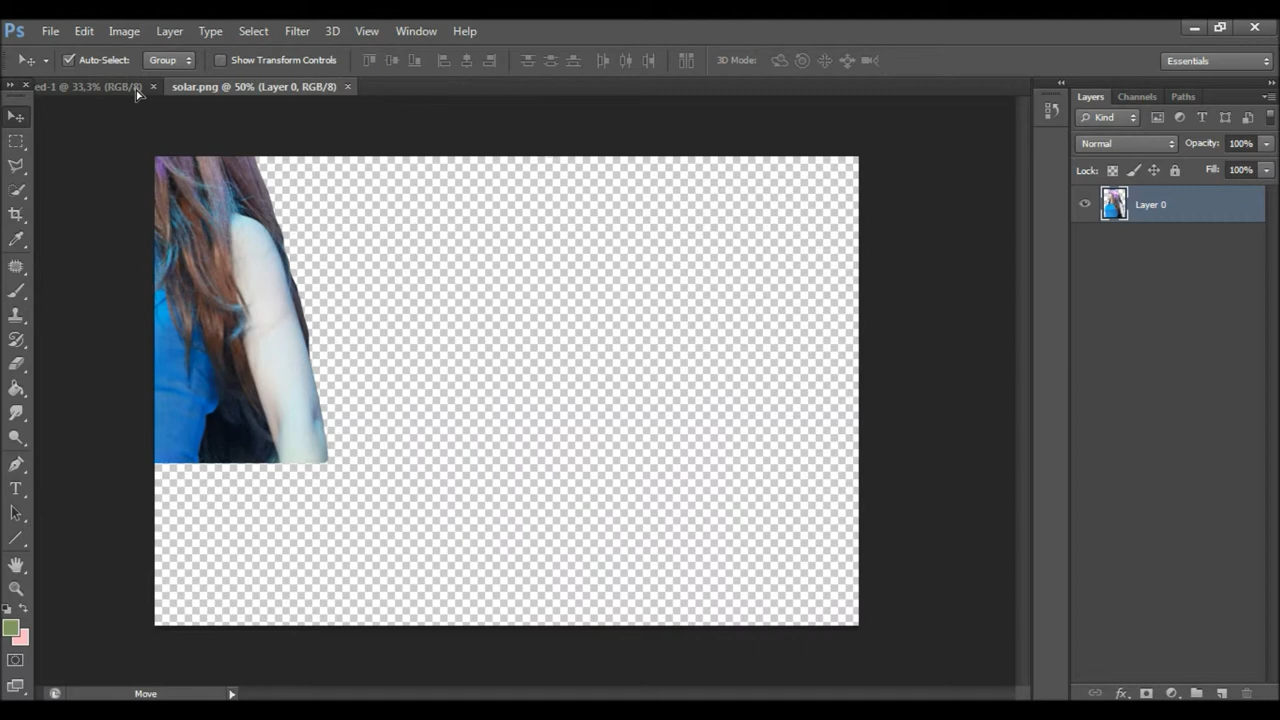 Ps File Edit Image Layer Type Select Filter 3D View Window Help
Auto-Select: Group Show Transform Controls 3D Mode: Essentials
ed-1 @ 33,3% (RGB/8) × solar.png @ 50% (Layer 0, RGB/8) ×
Layers Channels Paths
Kind
Normal Opacity: 100%
Lock: Fill: 100%
Layer 0
Move